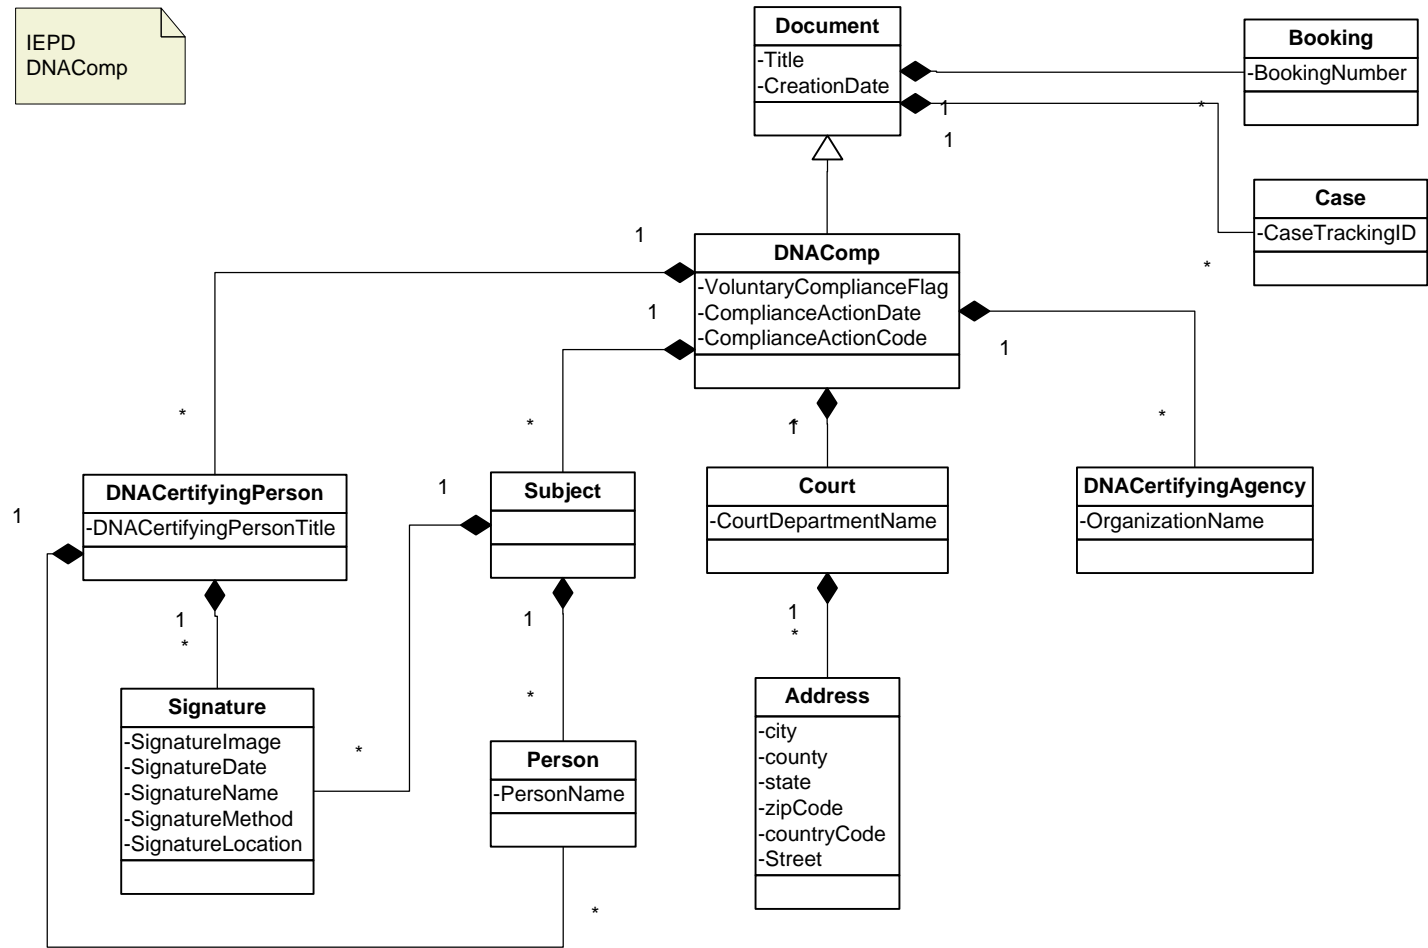 IEPD
DNAComp
Document
-Title
-CreationDate
Booking
-BookingNumber
1
*
1
Case
-CaseTrackingID
*
DNAComp
-VoluntaryComplianceFlag
-ComplianceActionDate
-ComplianceActionCode
1
1
1
*
*
1
*
*
DNACertifyingPerson
-DNACertifyingPersonTitle
Subject
Court
-CourtDepartmentName
DNACertifyingAgency
-OrganizationName
1
1
1
*
1
1
*
*
*
Signature
-SignatureImage
-SignatureDate
-SignatureName
-SignatureMethod
-SignatureLocation
Person
-PersonName
Address
-city
-county
-state
-zipCode
-countryCode
-Street
*